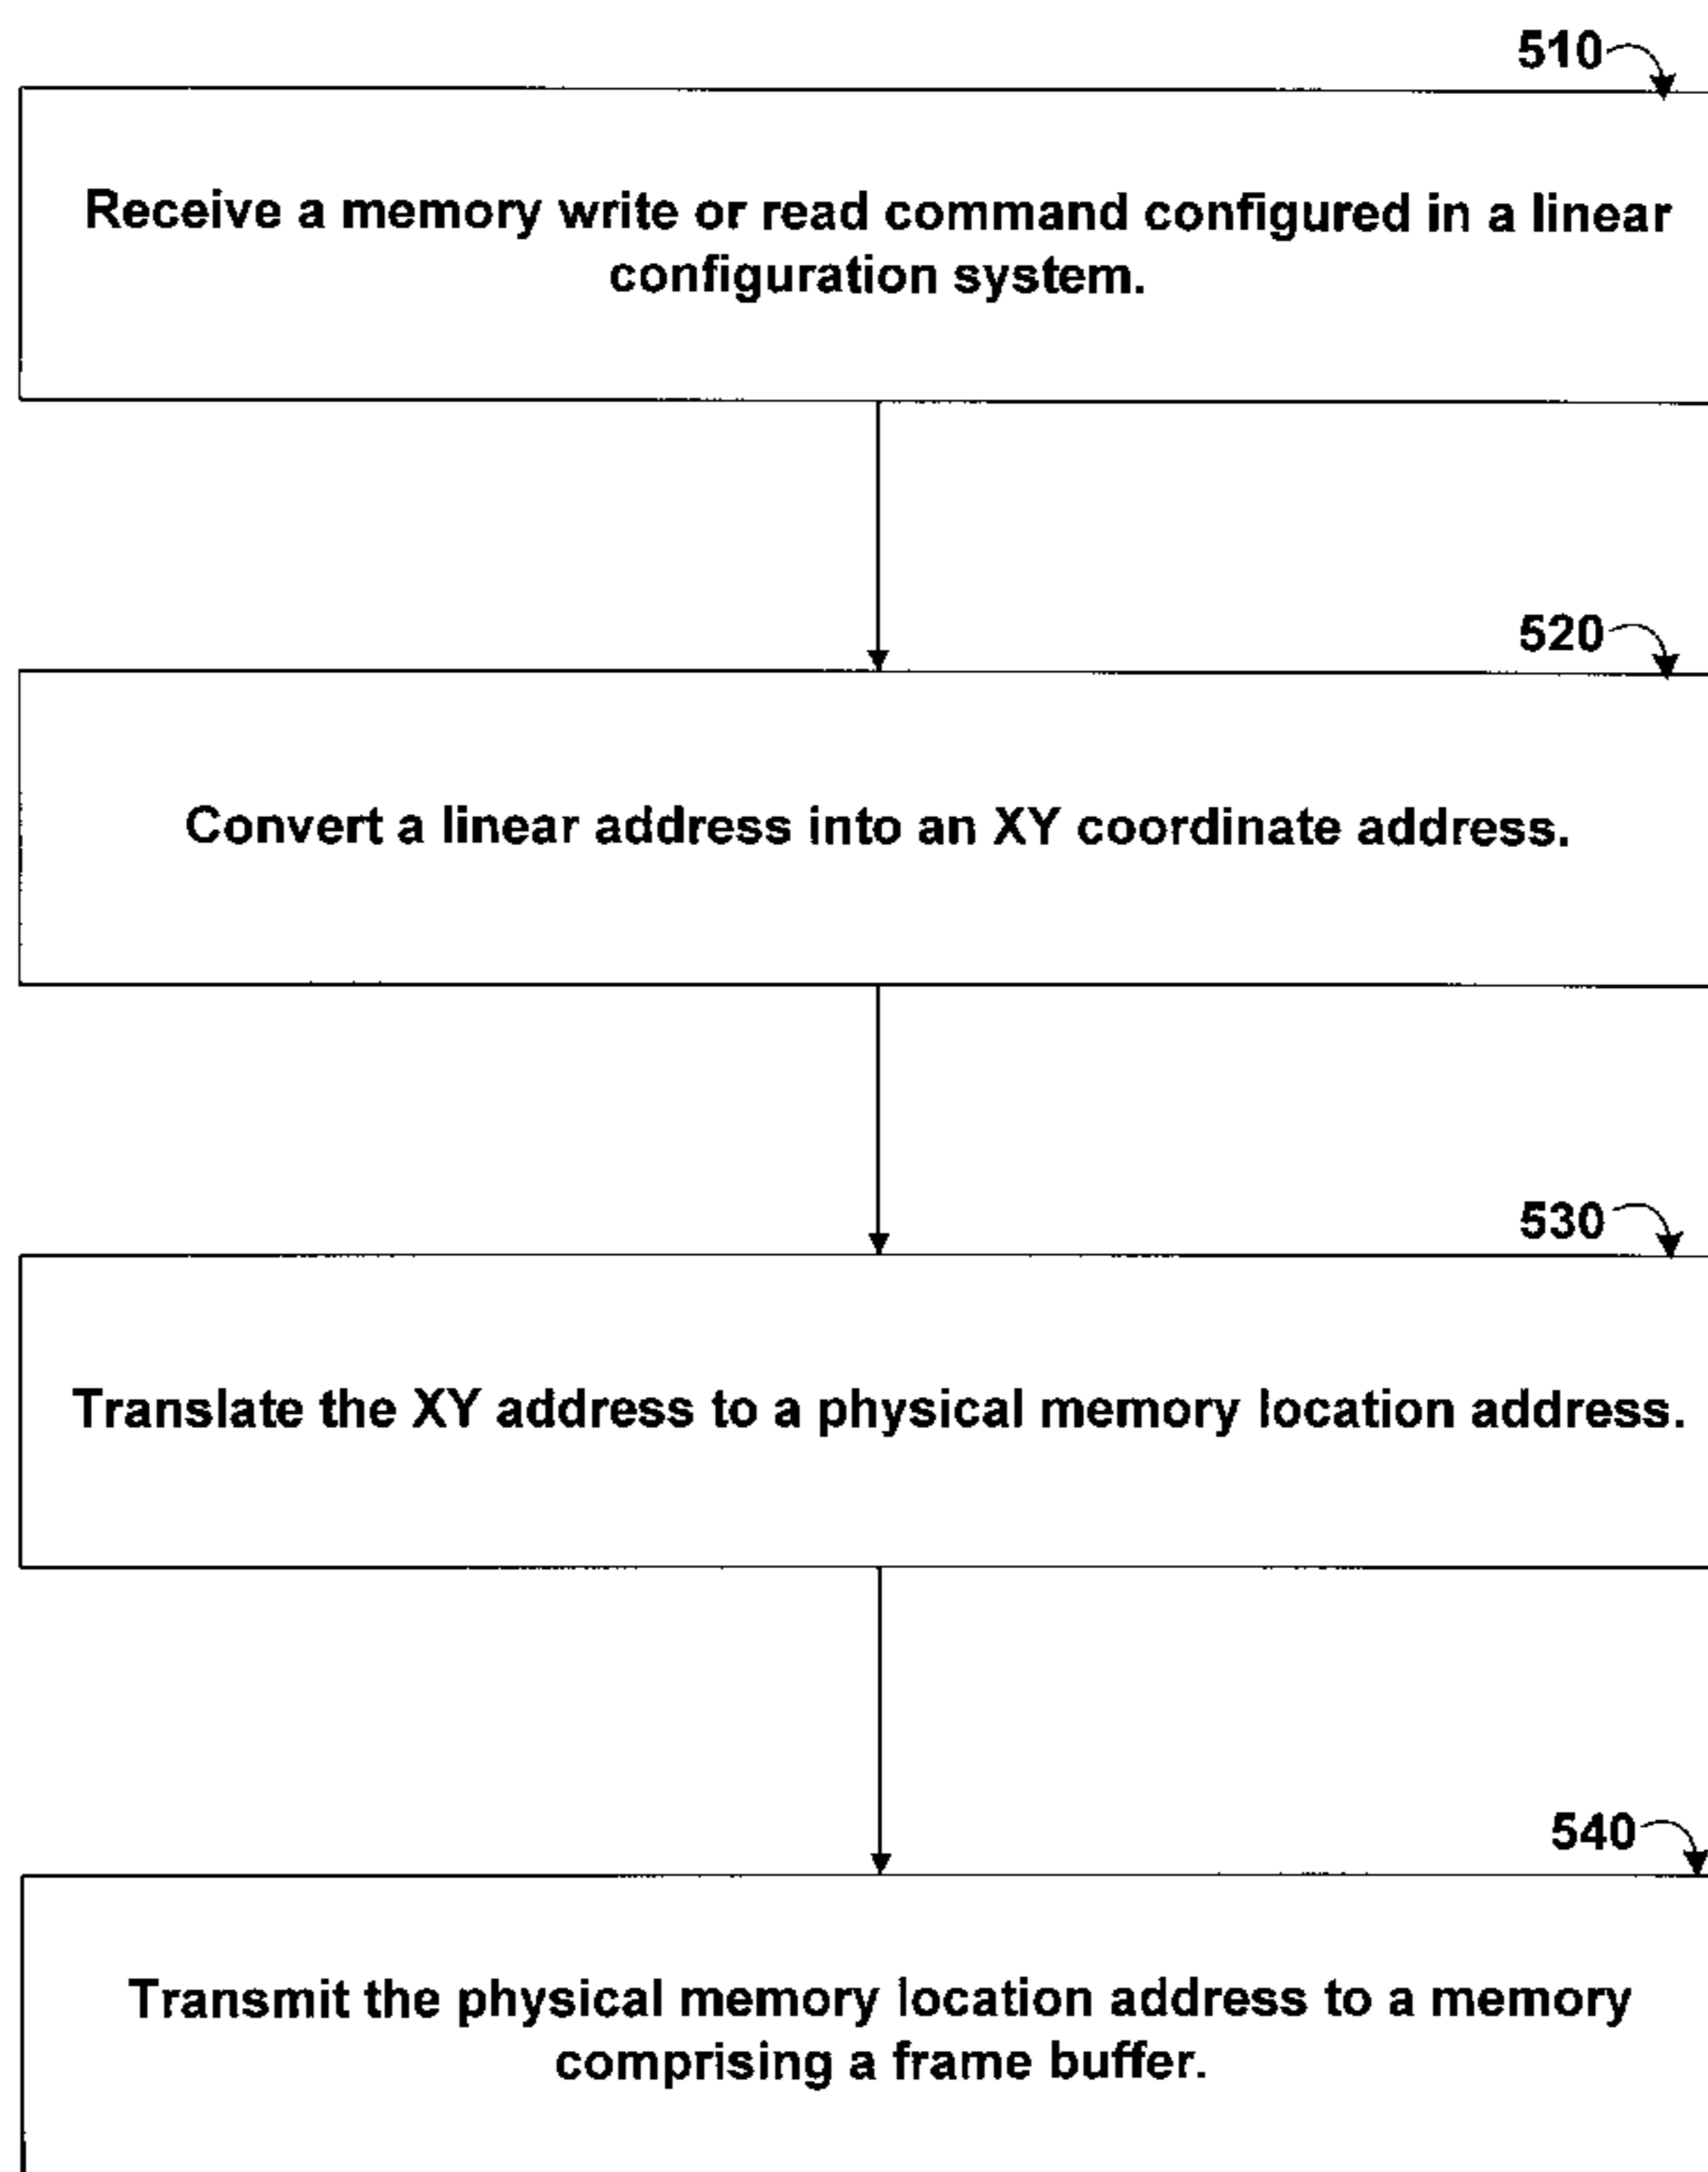 510
Receive a memory write or read command configured in a linear
configuration system.
520
Convert a linear address into an XY coordinate address.
530
Translate the XY address to a physical memory location address.
540
Transmit the physical memory location address to a memory
comprising a frame buffer.